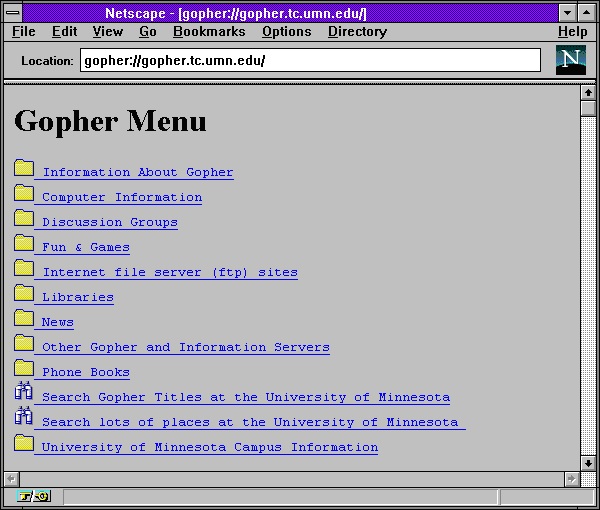 Netscape - [gopher://gopher.tc.umn.edu/]
File Edit View Go Bookmarks Options Directory Help
Location: gopher://gopher.tc.umn.edu/
N
Gopher Menu
Information About Gopher
Computer Information
Discussion Groups
Fun & Games
Internet file server (ftp) sites
Libraries
News
Other Gopher and Information Servers
Phone Books
Search Gopher Titles at the University of Minnesota
Search lots of places at the University of Minnesota
University of Minnesota Campus Information